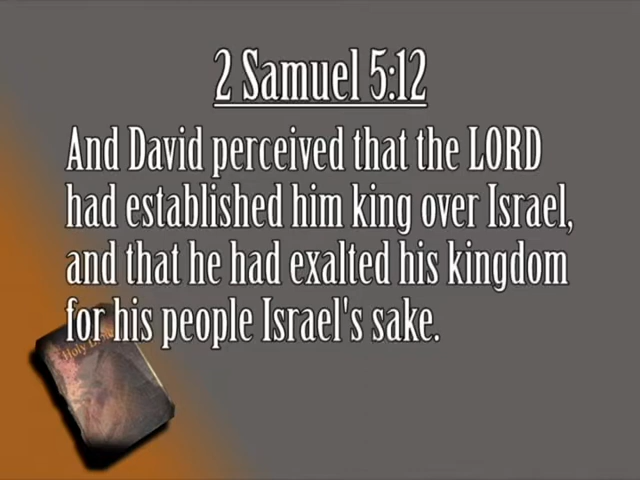 2 Samuel 5:12
And David perceived that the LORD
had established him king over Israel,
and that he had exalted his kingdom
for his people Israel's sake.
Holy